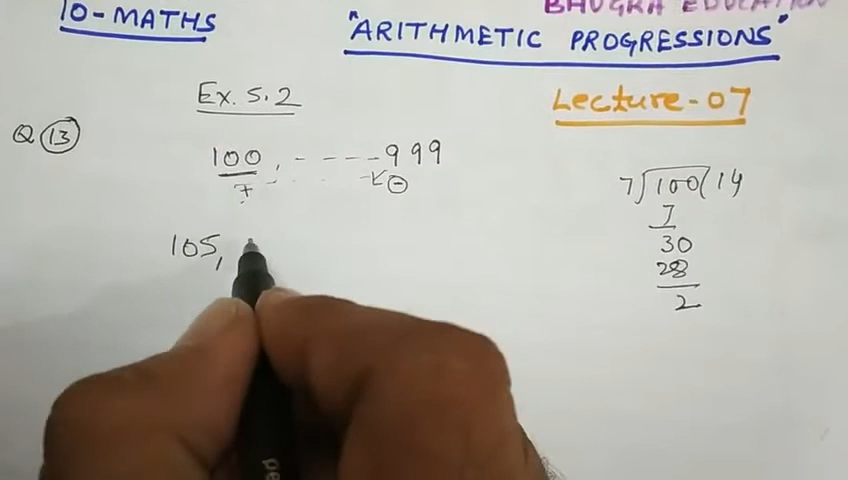 BHUGRA EDUCATION
10-MATHS
"ARITHMETIC PROGRESSIONS"
Ex. 5.2
Lecture-07
Q 13
100, - - - - - 999
7
-
105,
7)100(14
7
30
28
2